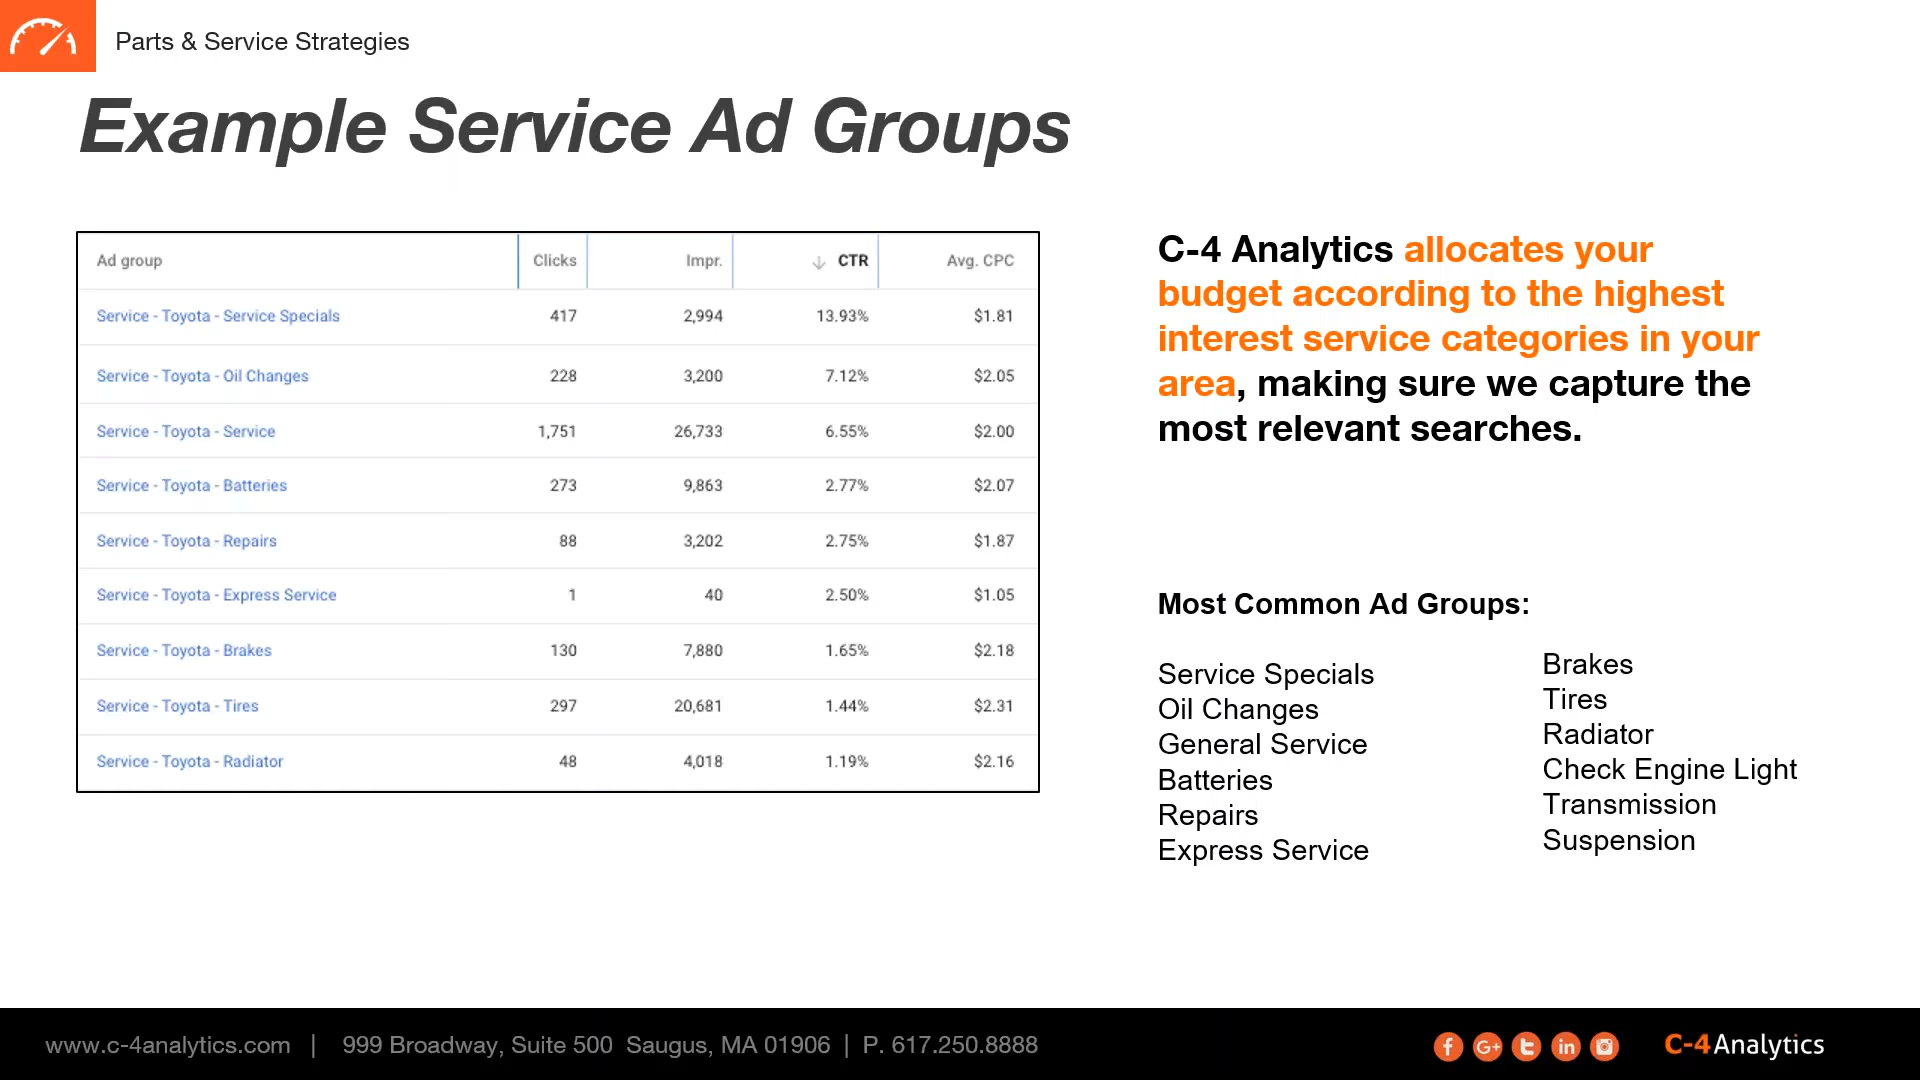 Parts & Service Strategies
Example Service Ad Groups
Ad group Clicks Impr. CTR Avg. CPC
Service - Toyota - Service Specials 417 2,994 13.93% $1.81
Service - Toyota - Oil Changes 228 3,200 7.12% $2.05
Service - Toyota - Service 1,751 26,733 6.55% $2.00
Service - Toyota - Batteries 273 9,863 2.77% $2.07
Service - Toyota - Repairs 88 3,202 2.75% $1.87
Service - Toyota - Express Service 1 40 2.50% $1.05
Service - Toyota - Brakes 130 7,880 1.65% $2.18
Service - Toyota - Tires 297 20,681 1.44% $2.31
Service - Toyota - Radiator 48 4,018 1.19% $2.16
C-4 Analytics allocates your
budget according to the highest
interest service categories in your
area, making sure we capture the
most relevant searches.
Most Common Ad Groups:
Service Specials
Oil Changes
General Service
Batteries
Repairs
Express Service
Brakes
Tires
Radiator
Check Engine Light
Transmission
Suspension
www.c-4analytics.com | 999 Broadway, Suite 500 Saugus, MA 01906 | P. 617.250.8888
C-4 Analytics